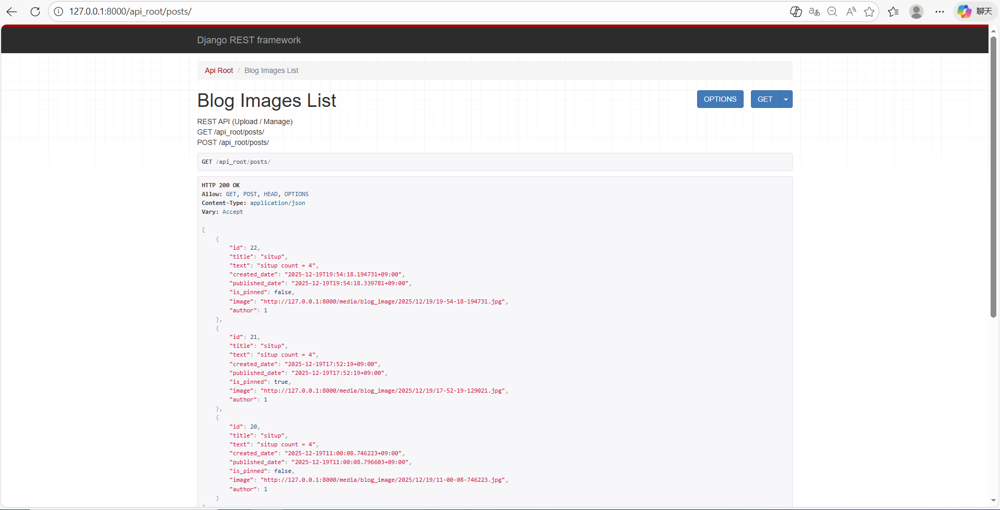 127.0.0.1:8000/api_root/posts/
聊天
Django REST framework
Api Root / Blog Images List
Blog Images List
OPTIONS
GET
REST API (Upload / Manage)
GET /api_root/posts/
POST /api_root/posts/
GET /api_root/posts/
HTTP 200 OK
Allow: GET, POST, HEAD, OPTIONS
Content-Type: application/json
Vary: Accept
[
    {
        "id": 22,
        "title": "situp",
        "text": "situp count = 4",
        "created_date": "2025-12-19T19:54:18.194731+09:00",
        "published_date": "2025-12-19T19:54:18.339781+09:00",
        "is_pinned": false,
        "image": "http://127.0.0.1:8000/media/blog_image/2025/12/19/19-54-18-194731.jpg",
        "author": 1
    },
    {
        "id": 21,
        "title": "situp",
        "text": "situp count = 4",
        "created_date": "2025-12-19T17:52:19+09:00",
        "published_date": "2025-12-19T17:52:19+09:00",
        "is_pinned": true,
        "image": "http://127.0.0.1:8000/media/blog_image/2025/12/19/17-52-19-129021.jpg",
        "author": 1
    },
    {
        "id": 20,
        "title": "situp",
        "text": "situp count = 4",
        "created_date": "2025-12-19T11:00:08.746223+09:00",
        "published_date": "2025-12-19T11:00:08.796603+09:00",
        "is_pinned": false,
        "image": "http://127.0.0.1:8000/media/blog_image/2025/12/19/11-00-08-746223.jpg",
        "author": 1
    }
]